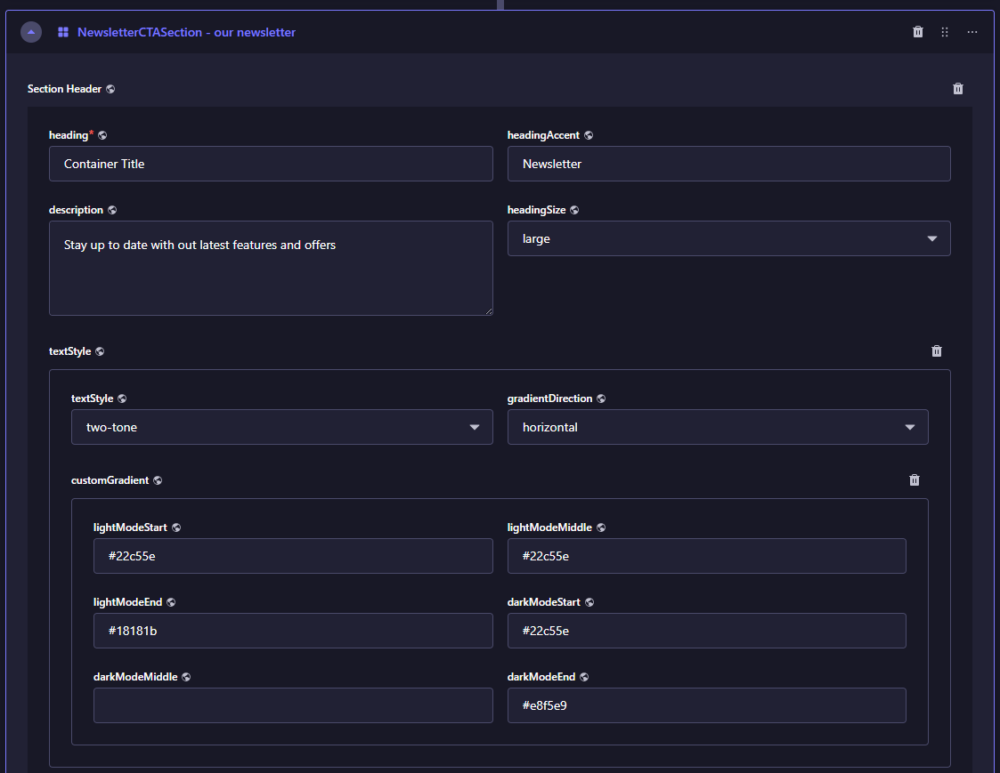 NewsletterCTASection - our newsletter
Section Header
heading*
headingAccent
Container Title
Newsletter
description
headingSize
Stay up to date with out latest features and offers
large
textStyle
textStyle
gradientDirection
two-tone
horizontal
customGradient
lightModeStart
lightModeMiddle
#22c55e
#22c55e
lightModeEnd
darkModeStart
#18181b
#22c55e
darkModeMiddle
darkModeEnd
#e8f5e9